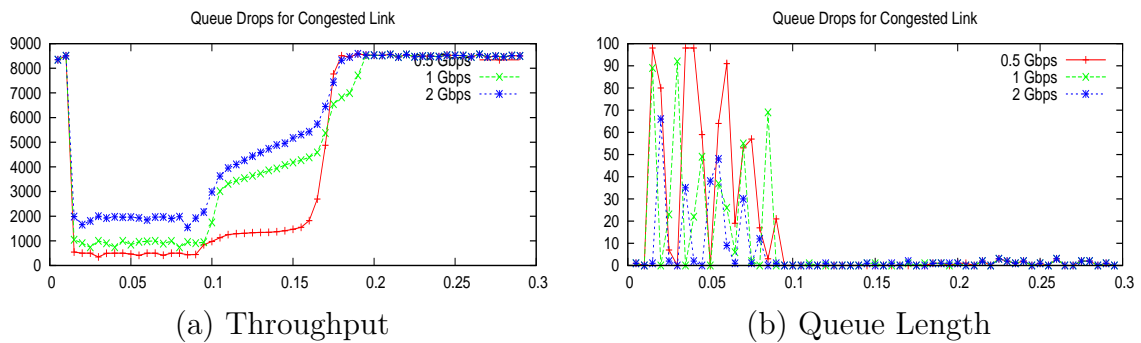 Queue Drops for Congested Link
9000
8000
7000
6000
5000
4000
3000
2000
1000
0
0.5 Gbps
1 Gbps
2 Gbps
0 0.05 0.1 0.15 0.2 0.25 0.3
(a) Throughput
Queue Drops for Congested Link
100
90
80
70
60
50
40
30
20
10
0
0.5 Gbps
1 Gbps
2 Gbps
0 0.05 0.1 0.15 0.2 0.25 0.3
(b) Queue Length